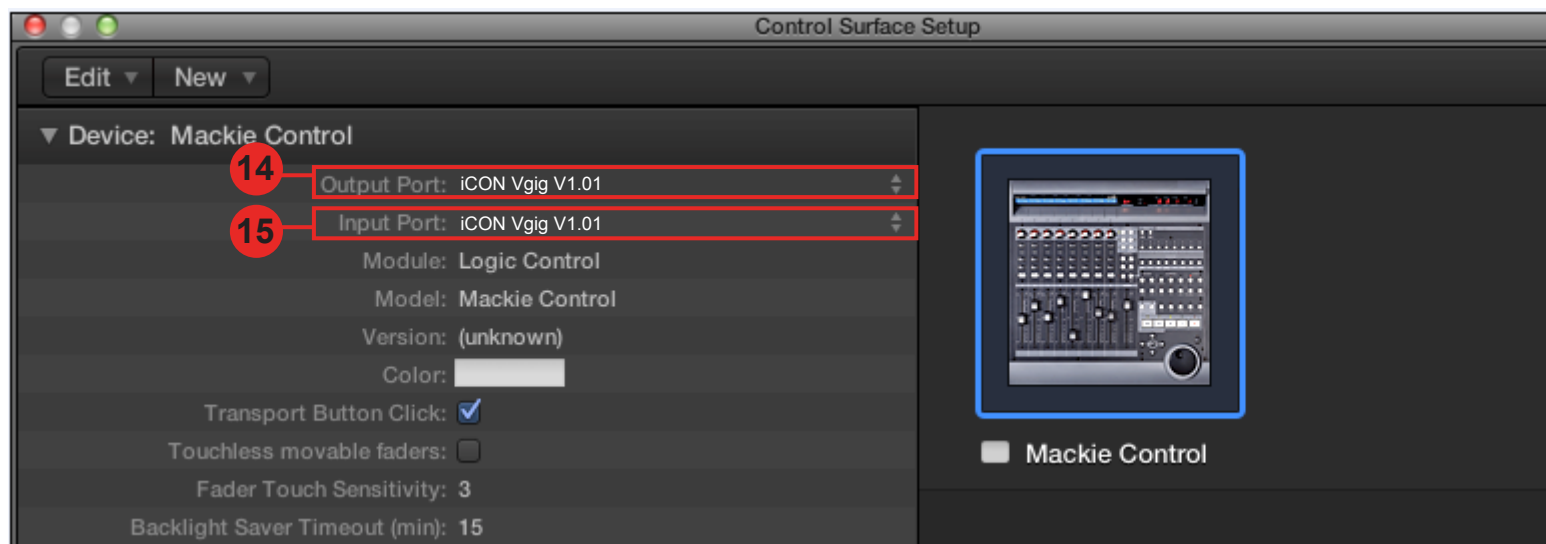 Control Surface Setup
Edit New
Device: Mackie Control
14 Output Port: iCON Vgig V1.01
15 Input Port: iCON Vgig V1.01
Module: Logic Control
Model: Mackie Control
Version: (unknown)
Color:
Transport Button Click:
Touchless movable faders:
Fader Touch Sensitivity: 3
Backlight Saver Timeout (min): 15
Mackie Control